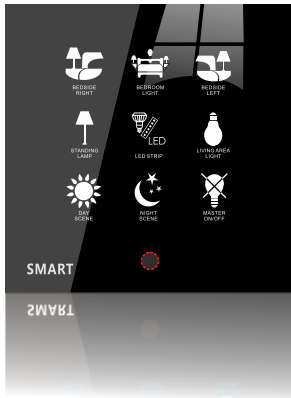 BEDSIDE
RIGHT
BEDROOM
LIGHT
BEDSIDE
LEFT
STANDING
LAMP
LED
LED STRIP
LIVING AREA
LIGHT
DAY
SCENE
NIGHT
SCENE
MASTER
ON/OFF
SMART
SMART